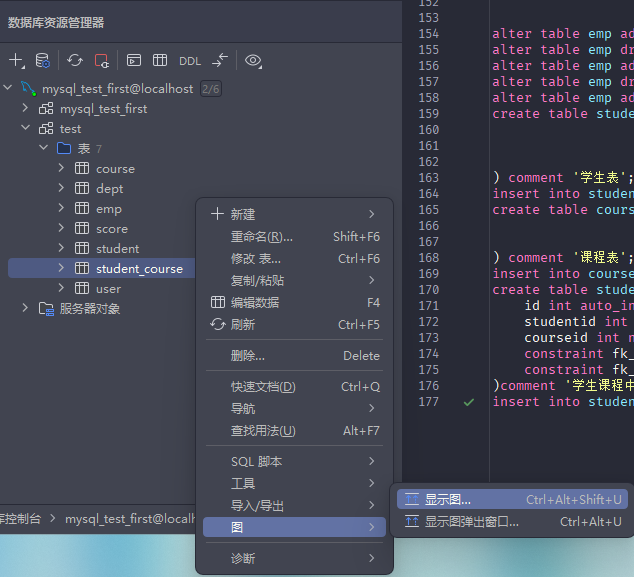 数据库资源管理器
DDL
mysql_test_first@localhost 2/6
mysql_test_first
test
表 7
course
dept
emp
score
student
student_course
user
服务器对象
新建
重命名(R)... Shift+F6
修改 表... Ctrl+F6
复制/粘贴
编辑数据 F4
刷新 Ctrl+F5
删除... Delete
快速文档(D) Ctrl+Q
导航
查找用法(U) Alt+F7
SQL 脚本
工具
导入/导出
图
诊断
显示图... Ctrl+Alt+Shift+U
显示图弹出窗口... Ctrl+Alt+U
152
153
154 alter table emp ad
155 alter table emp dr
156 alter table emp ad
157 alter table emp dr
158 alter table emp ad
159 create table stude
160
161
162
163 ) comment '学生表';
164 insert into studen
165 create table cours
166
167
168 ) comment '课程表';
169 insert into course
170 create table stude
171 id int auto_in
172 studentid int
173 courseid int n
174 constraint fk_
175 constraint fk_
176 )comment '学生课程中
177 insert into studen
库控制台 mysql_test_first@localh